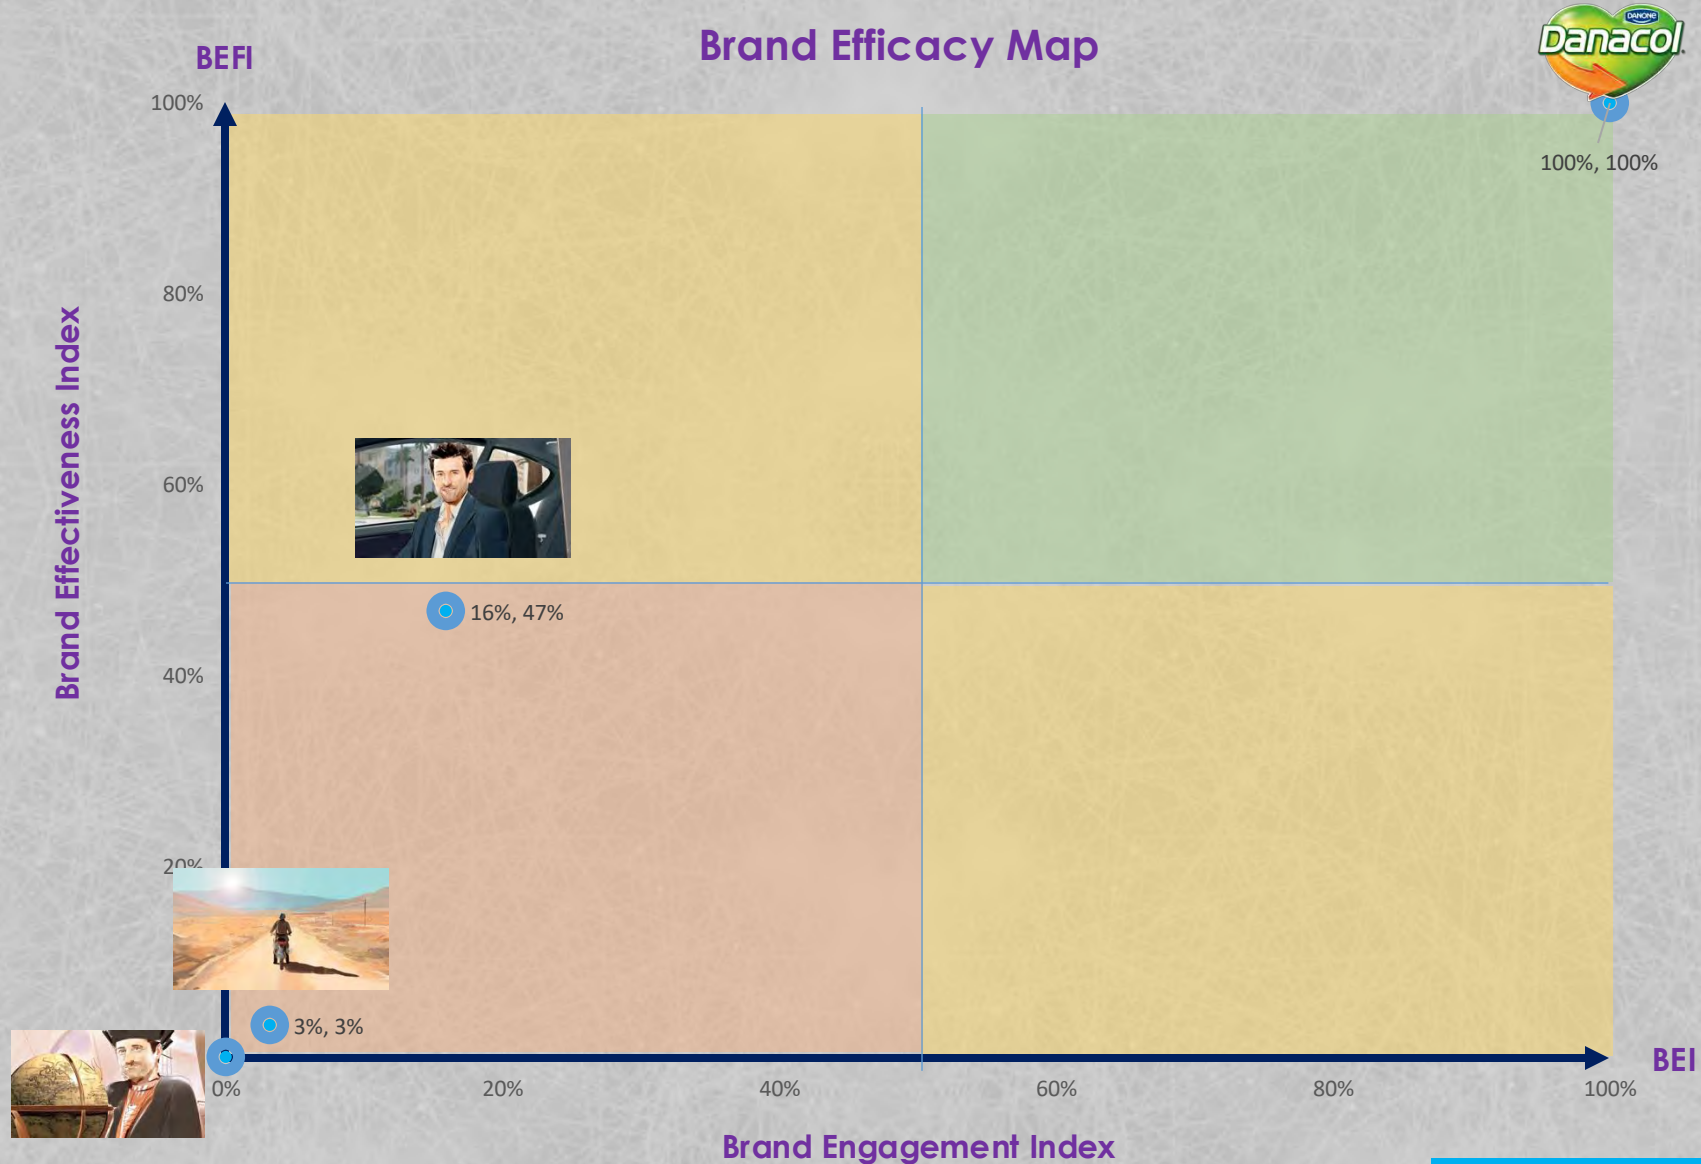 Brand Efficacy Map
BEFI
DANONE
Danacol
100%
100%, 100%
80%
Brand Effectiveness Index
60%
16%, 47%
40%
20%
3%, 3%
BEI
0%
20%
40%
60%
80%
100%
Brand Engagement Index